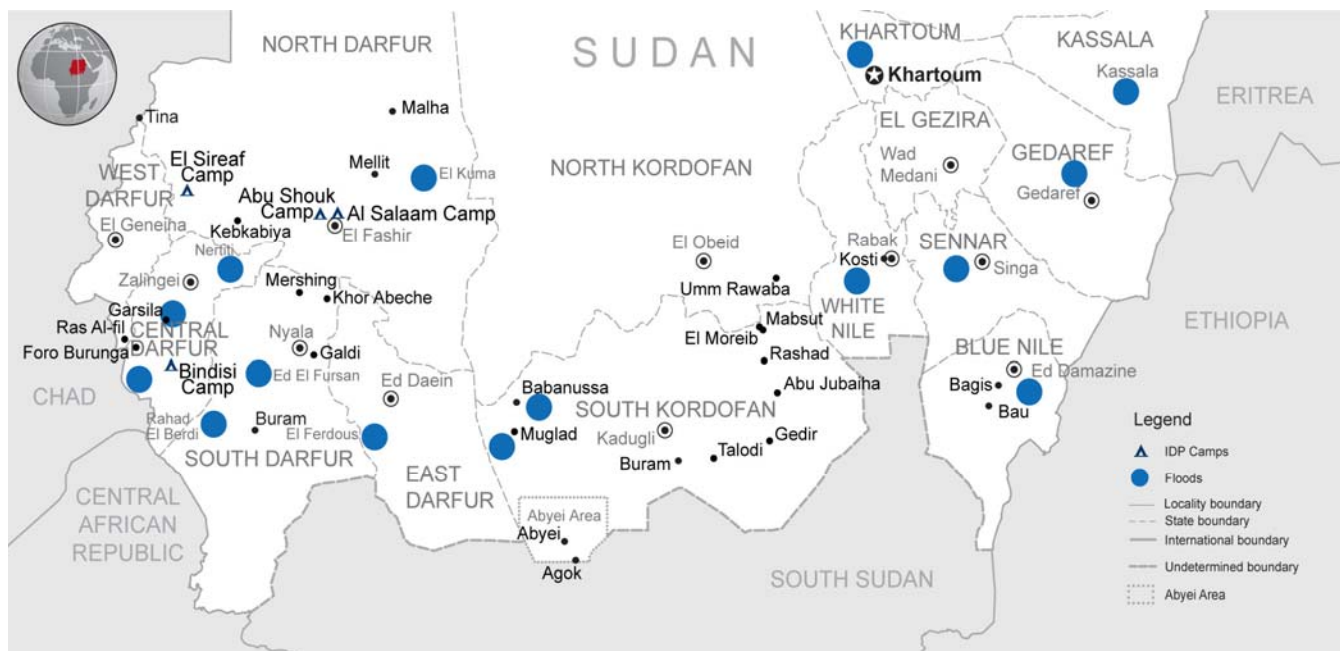 SUDAN
NORTH DARFUR
KHARTOUM
KASSALA
Khartoum
Kassala
ERITREA
Tina
Malha
EL GEZIRA
El Sireaf
Camp
WEST
DARFUR
Mellit
El Kuma
NORTH KORDOFAN
Wad
Medani
GEDAREF
Gedaref
Abu Shouk
Camp
Al Salaam Camp
El Fashir
Kebkabiya
El Geneina
Nertiti
El Obeid
Rabak
Kosti
SENNAR
Singa
Zalingei
Mershing
Khor Abeche
Umm Rawaba
WHITE
NILE
ETHIOPIA
Garsila
Ras Al-fil
CENTRAL
DARFUR
Foro Burunga
Nyala
Galdi
Mabsut
El Moreib
Rashad
BLUE NILE
Ed Damazine
Bindisi
Camp
Ed El Fursan
Ed Daein
Babanussa
Abu Jubaiha
Bagis
Bau
CHAD
SOUTH KORDOFAN
Rahad
El Berdi
Buram
El Ferdous
Muglad
Kadugli
Gedir
Talodi
Buram
SOUTH DARFUR
EAST
DARFUR
CENTRAL
AFRICAN
REPUBLIC
Abyei Area
Abyei
Agok
SOUTH SUDAN
Legend
IDP Camps
Floods
Locality boundary
State boundary
International boundary
Undetermined boundary
Abyei Area